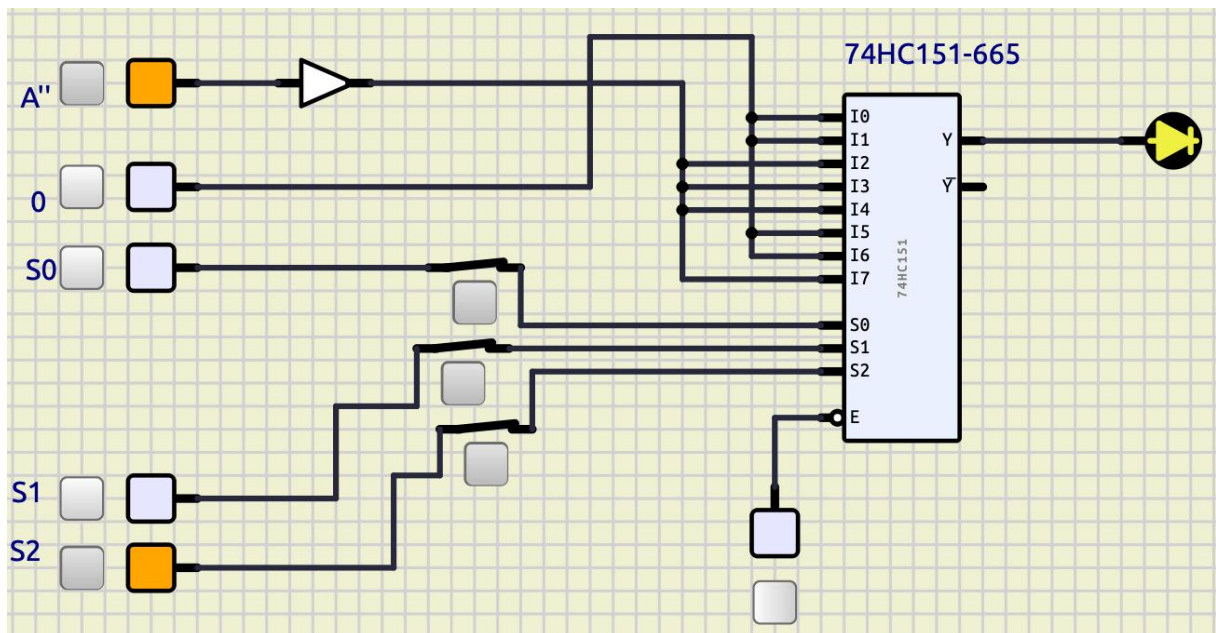 74HC151-665
A"
0
S0
S1
S2
I0
I1
I2
I3
I4
I5
I6
I7
S0
S1
S2
E
Y
Y̅
74HC151